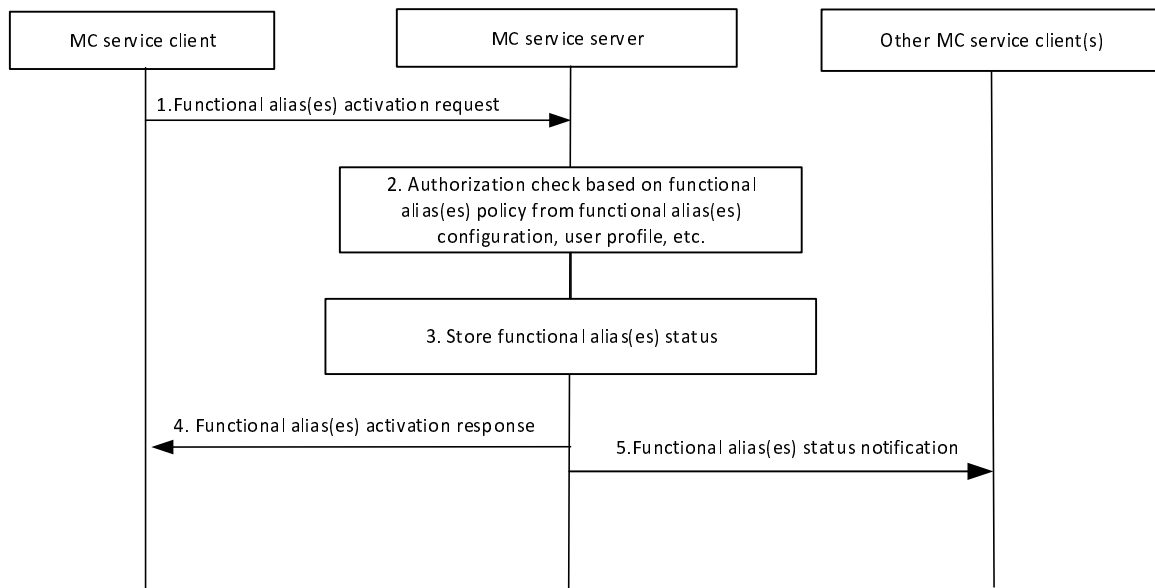 MC service client
MC service server
Other MC service client(s)
1.Functional alias(es) activation request
2. Authorization check based on functional
alias(es) policy from functional alias(es)
configuration, user profile, etc.
3. Store functional alias(es) status
4. Functional alias(es) activation response
5.Functional alias(es) status notification